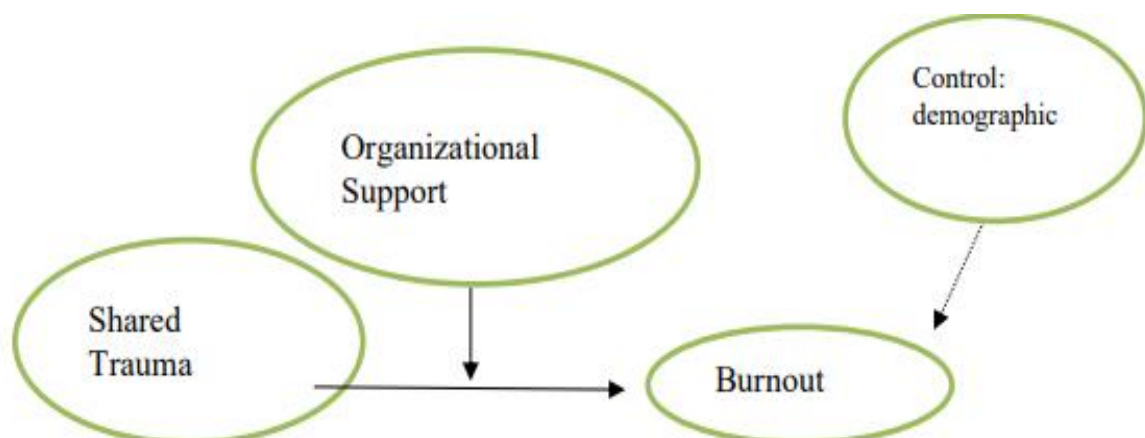 Control:
demographic
Organizational
Support
Shared
Trauma
Burnout